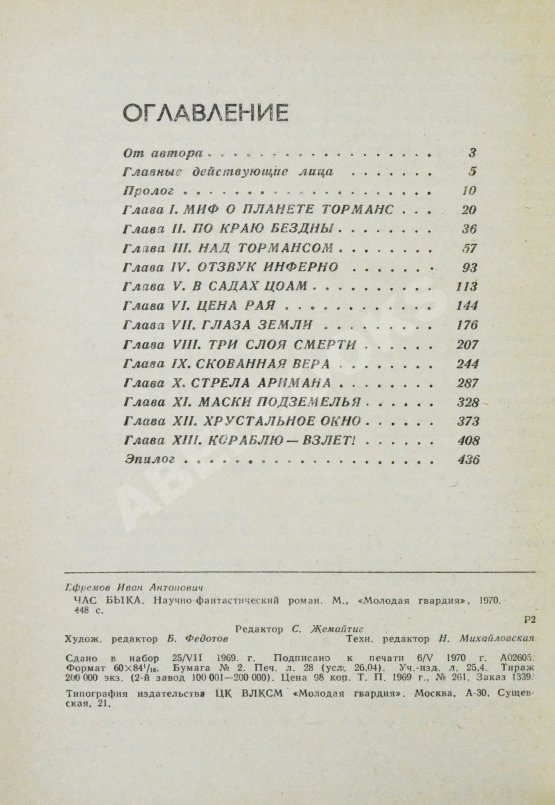 ОГЛАВЛЕНИЕ
От автора . . . . . . . . . . . . . . 3
Главные действующие лица . . . . . . 5
Пролог . . . . . . . . . . . . . . . 10
Глава I. МИФ О ПЛАНЕТЕ ТОРМАНС . . . 20
Глава II. ПО КРАЮ БЕЗДНЫ . . . . . . 36
Глава III. НАД ТОРМАНСОМ . . . . . . 57
Глава IV. ОТЗВУК ИНФЕРНО . . . . . . 93
Глава V. В САДАХ ЦОАМ . . . . . . . . 113
Глава VI. ЦЕНА РАЯ . . . . . . . . . 144
Глава VII. ГЛАЗА ЗЕМЛИ . . . . . . . 176
Глава VIII. ТРИ СЛОЯ СМЕРТИ . . . . . 207
Глава IX. СКОВАННАЯ ВЕРА . . . . . . 244
Глава X. СТРЕЛА АРИМАНА . . . . . . . 287
Глава XI. МАСКИ ПОДЗЕМЕЛЬЯ . . . . . 328
Глава XII. ХРУСТАЛЬНОЕ ОКНО . . . . . 373
Глава XIII. КОРАБЛЮ — ВЗЛЕТ! . . . . 408
Эпилог . . . . . . . . . . . . . . . 436
Ефремов Иван Антонович
ЧАС БЫКА. Научно-фантастический роман. М., «Молодая гвардия», 1970.
448 с.
Р2
Редактор С. Жемайтис
Худож. редактор Б. Федотов Техн. редактор Н. Михайловская
Сдано в набор 25/VII 1969 г. Подписано к печати 6/V 1970 г. А02605.
Формат 60×84 1/16. Бумага № 2. Печ. л. 28 (усл. 26,04). Уч.-изд. л. 25,4. Тираж
200 000 экз. (2-й завод 100 001—200 000). Цена 98 коп. Т. П. 1969 г., № 261. Заказ 1339.
Типография издательства ЦК ВЛКСМ «Молодая гвардия». Москва, А-30, Сущев-
ская, 21.